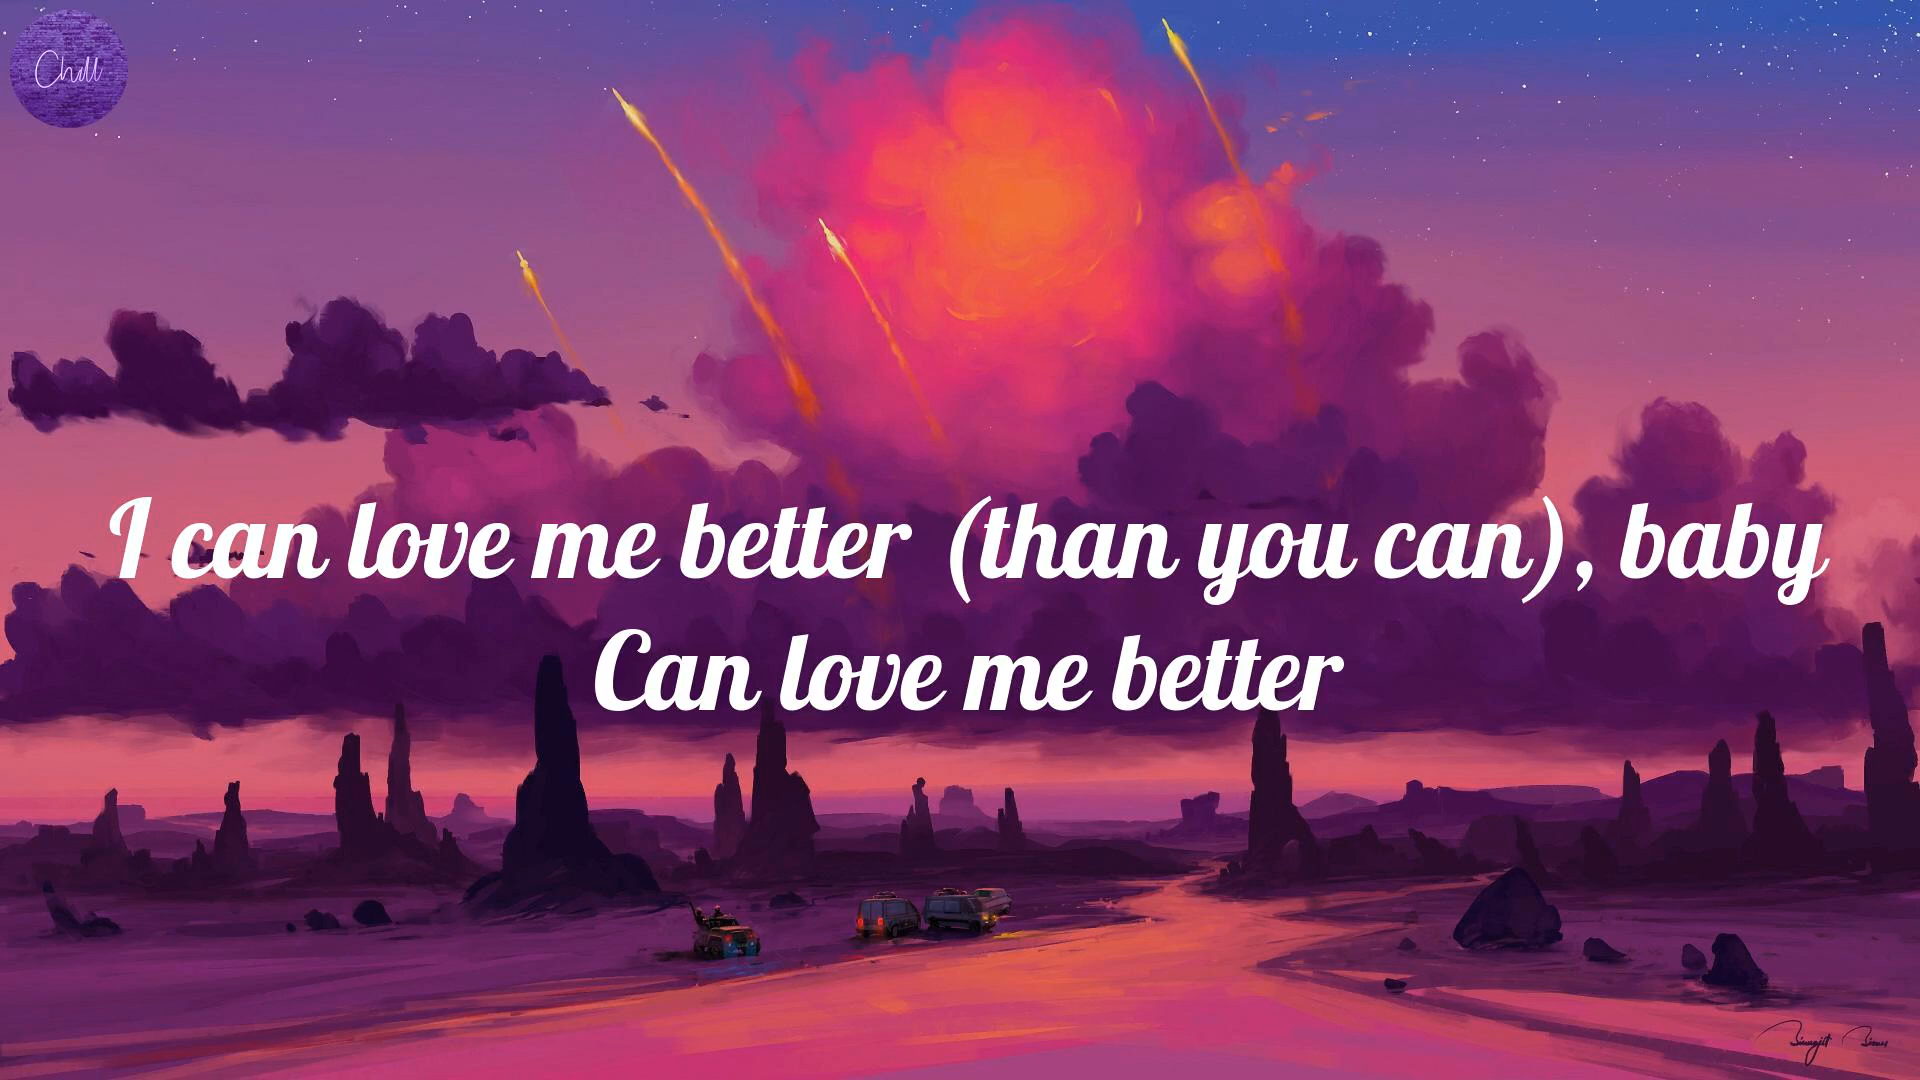 Chill
I can love me better (than you can), baby
Can love me better